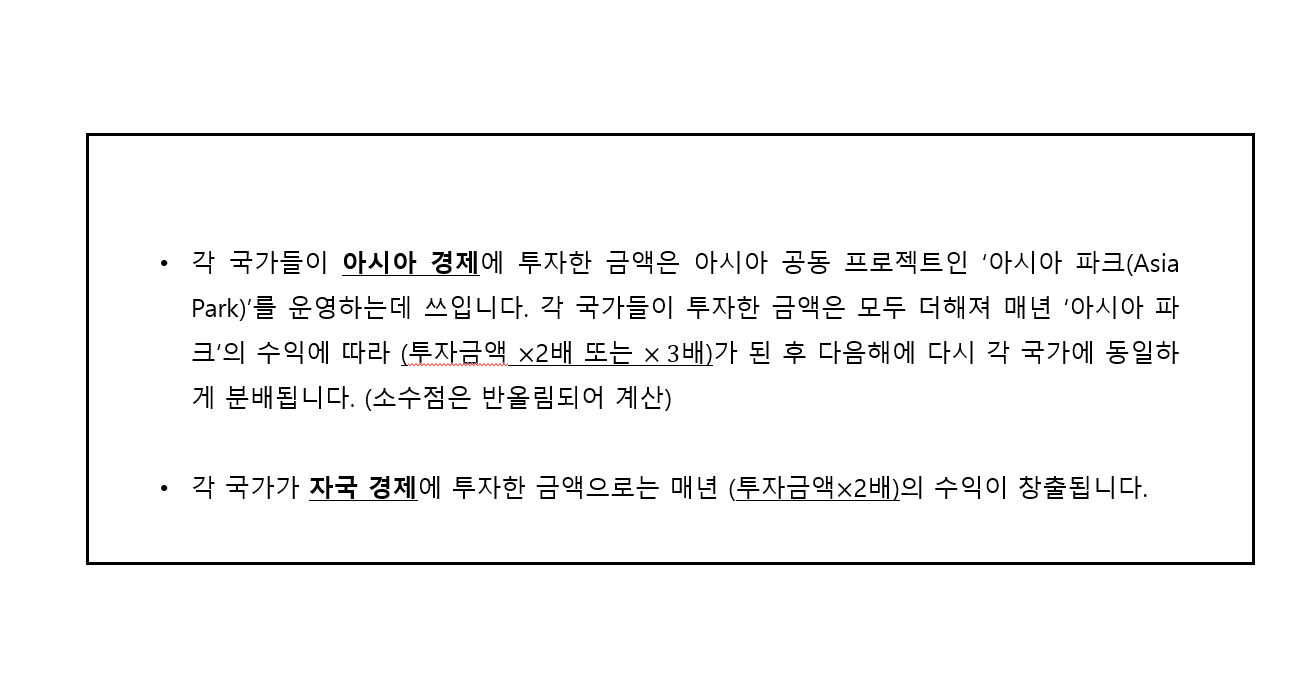 • 각 국가들이 아시아 경제에 투자한 금액은 아시아 공동 프로젝트인 ‘아시아 파크(Asia
Park)’를 운영하는데 쓰입니다. 각 국가들이 투자한 금액은 모두 더해져 매년 ‘아시아 파
크‘의 수익에 따라 (투자금액 ×2배 또는 × 3배)가 된 후 다음해에 다시 각 국가에 동일하
게 분배됩니다. (소수점은 반올림되어 계산)
• 각 국가가 자국 경제에 투자한 금액으로는 매년 (투자금액×2배)의 수익이 창출됩니다.